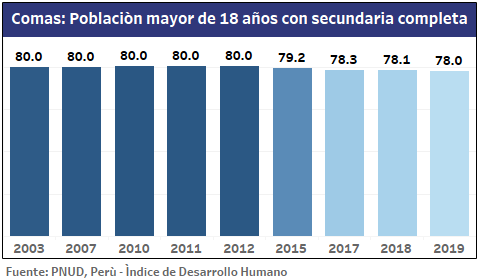 Comas: Poblaciòn mayor de 18 años con secundaria completa
80.0 80.0 80.0 80.0 80.0 79.2 78.3 78.1 78.0
2003 2007 2010 2011 2012 2015 2017 2018 2019
Fuente: PNUD, Perù - Ìndice de Desarrollo Humano